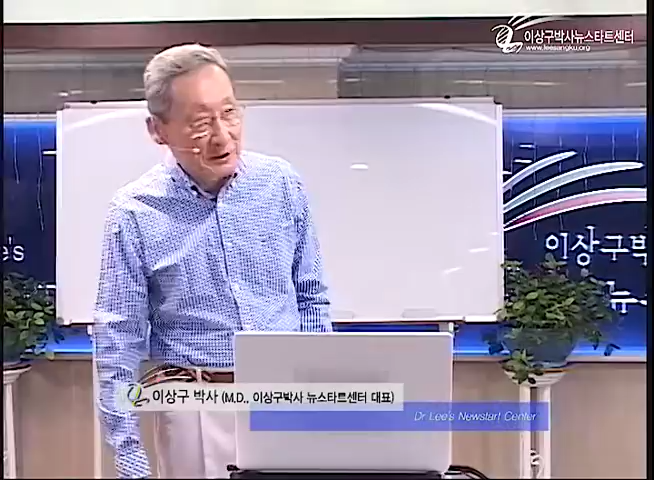 이상구박사뉴스타트센터
www.leesangku.org
's
이상구박
뉴
이상구 박사 (M.D., 이상구박사 뉴스타트센터 대표)
Dr Lee's Newstart Center